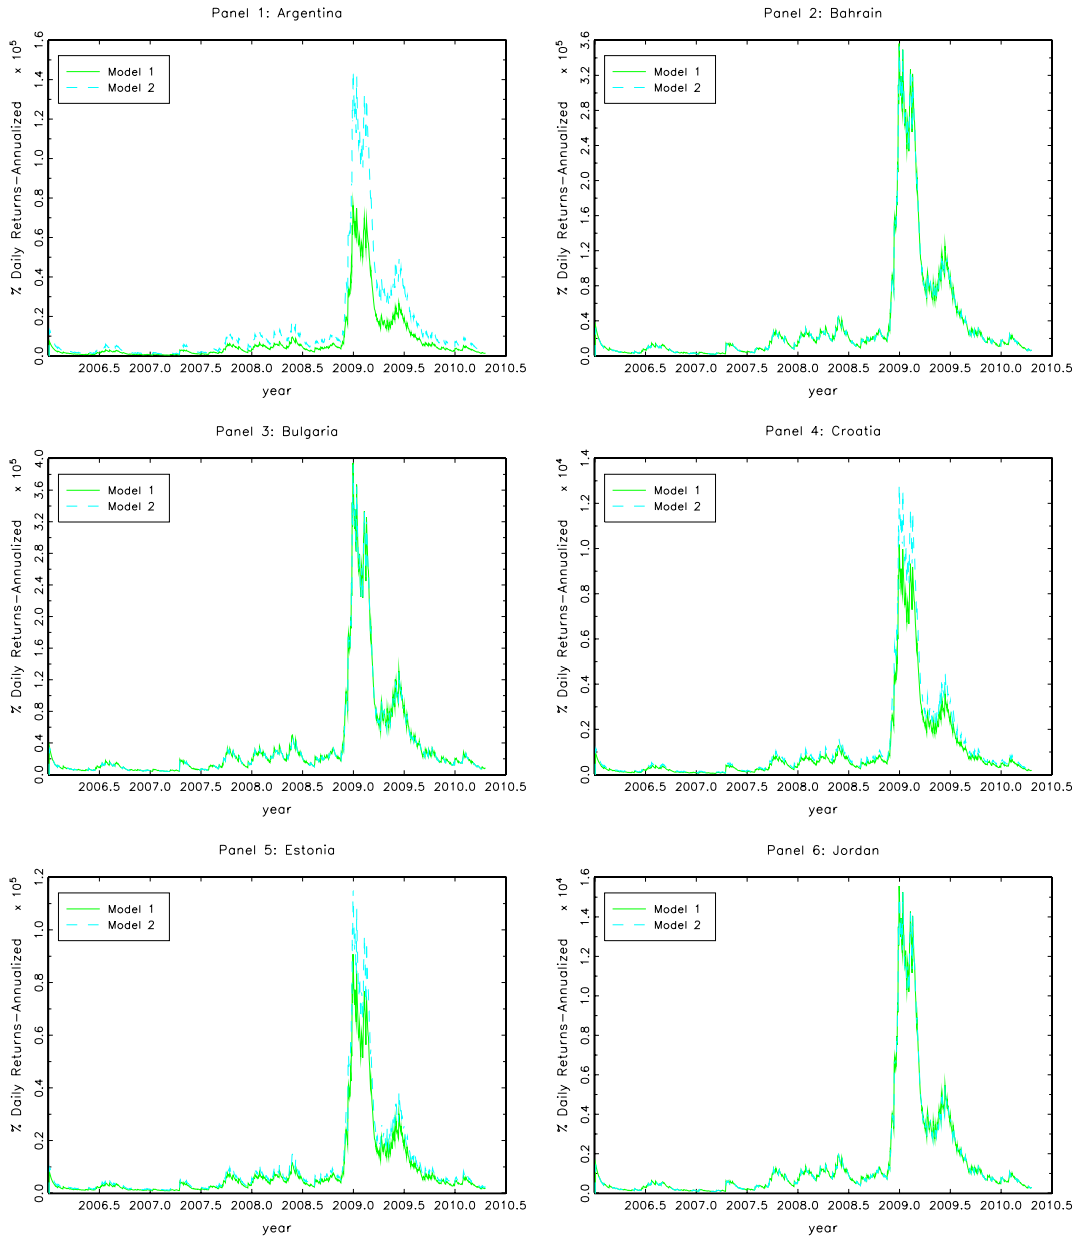 Panel 1: Argentina
% Daily Returns-Annualized
× 10⁵
0.0 0.2 0.4 0.6 0.8 1.0 1.2 1.4 1.6
Model 1
Model 2
2006.5 2007.0 2007.5 2008.0 2008.5 2009.0 2009.5 2010.0 2010.5
year
Panel 2: Bahrain
% Daily Returns-Annualized
× 10⁵
0.0 0.4 0.8 1.2 1.6 2.0 2.4 2.8 3.2 3.6
Model 1
Model 2
2006.5 2007.0 2007.5 2008.0 2008.5 2009.0 2009.5 2010.0 2010.5
year
Panel 3: Bulgaria
% Daily Returns-Annualized
× 10⁵
0.0 0.4 0.8 1.2 1.6 2.0 2.4 2.8 3.2 3.6 4.0
Model 1
Model 2
2006.5 2007.0 2007.5 2008.0 2008.5 2009.0 2009.5 2010.0 2010.5
year
Panel 4: Croatia
% Daily Returns-Annualized
× 10⁴
0.0 0.2 0.4 0.6 0.8 1.0 1.2 1.4
Model 1
Model 2
2006.5 2007.0 2007.5 2008.0 2008.5 2009.0 2009.5 2010.0 2010.5
year
Panel 5: Estonia
% Daily Returns-Annualized
× 10⁵
0.0 0.2 0.4 0.6 0.8 1.0 1.2
Model 1
Model 2
2006.5 2007.0 2007.5 2008.0 2008.5 2009.0 2009.5 2010.0 2010.5
year
Panel 6: Jordan
% Daily Returns-Annualized
× 10⁴
0.0 0.2 0.4 0.6 0.8 1.0 1.2 1.4 1.6
Model 1
Model 2
2006.5 2007.0 2007.5 2008.0 2008.5 2009.0 2009.5 2010.0 2010.5
year